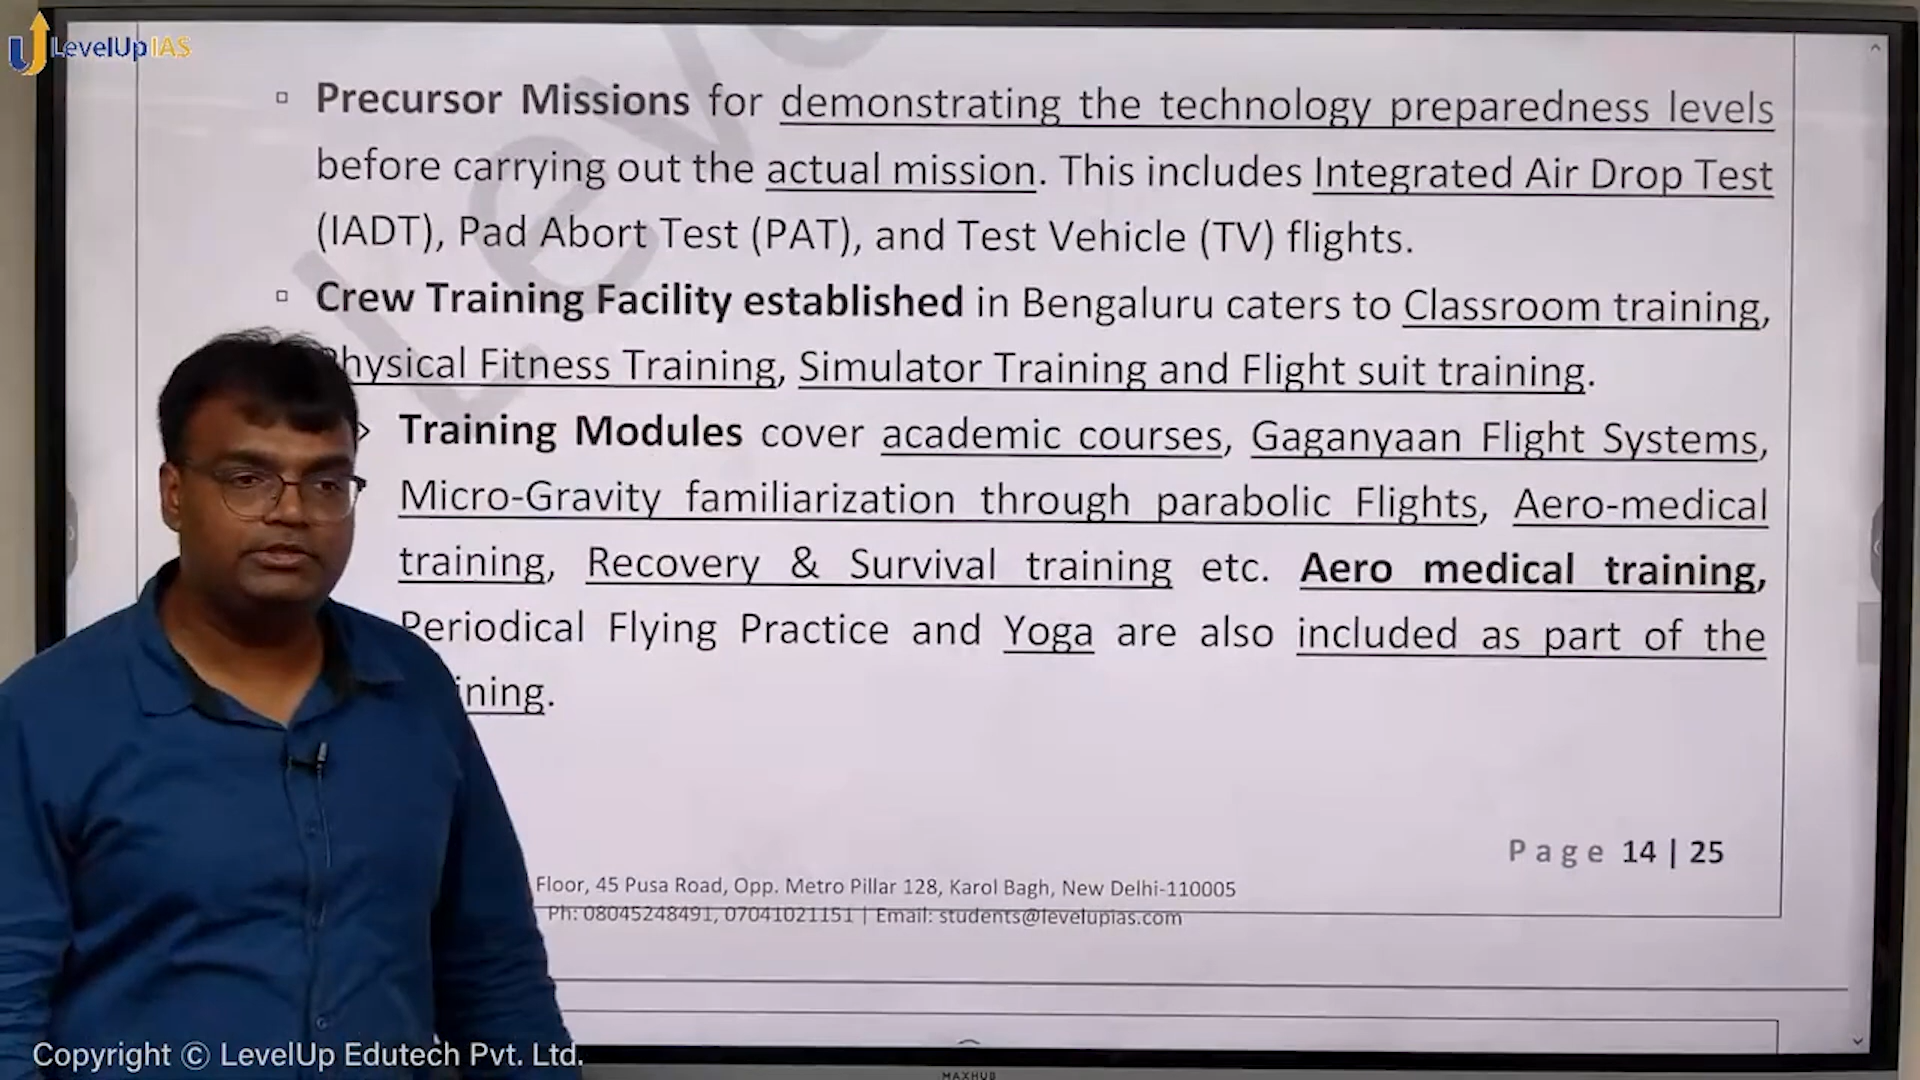 LevelUp IAS
Precursor Missions for demonstrating the technology preparedness levels
before carrying out the actual mission. This includes Integrated Air Drop Test
(IADT), Pad Abort Test (PAT), and Test Vehicle (TV) flights.
Crew Training Facility established in Bengaluru caters to Classroom training,
hysical Fitness Training, Simulator Training and Flight suit training.
Training Modules cover academic courses, Gaganyaan Flight Systems,
Micro-Gravity familiarization through parabolic Flights, Aero-medical
training, Recovery & Survival training etc. Aero medical training,
Periodical Flying Practice and Yoga are also included as part of the
ining.
Page 14 | 25
Floor, 45 Pusa Road, Opp. Metro Pillar 128, Karol Bagh, New Delhi-110005
Ph: 08045248491, 07041021151 | Email: students@levelupias.com
Copyright © LevelUp Edutech Pvt. Ltd.
MAXHUB